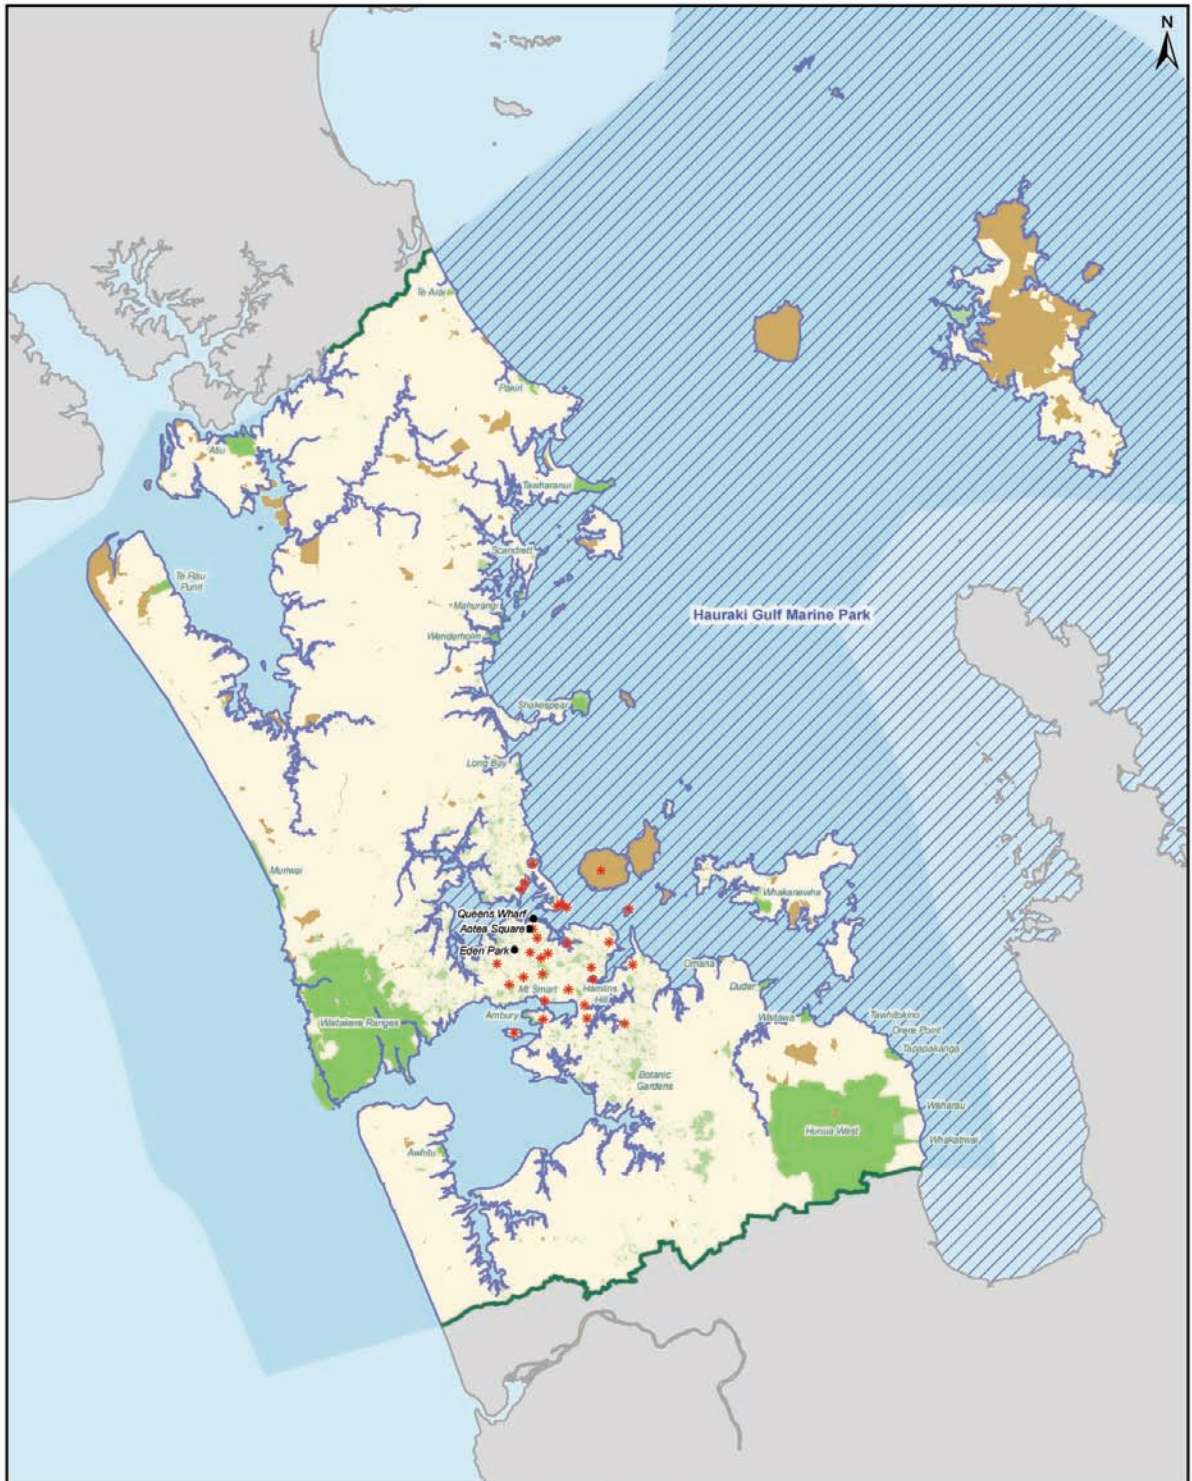 N
Te Arai
Pakiri
Atiu
Tawharanui
Scandrett
Te Rau
Puriri
Mahurangi
Hauraki Gulf Marine Park
Wenderholm
Shakespear
Long Bay
Muriwai
Whakanewha
Queens Wharf
Aotea Square
Eden Park
Omana
Mt Smart
Hamlins
Hill
Duder
Ambury
Waitawa
Tawhitokino
Orere Point
Waitakere Ranges
Tapapakanga
Botanic
Gardens
Waharau
Hunua West
Whakatiwai
Awhitu